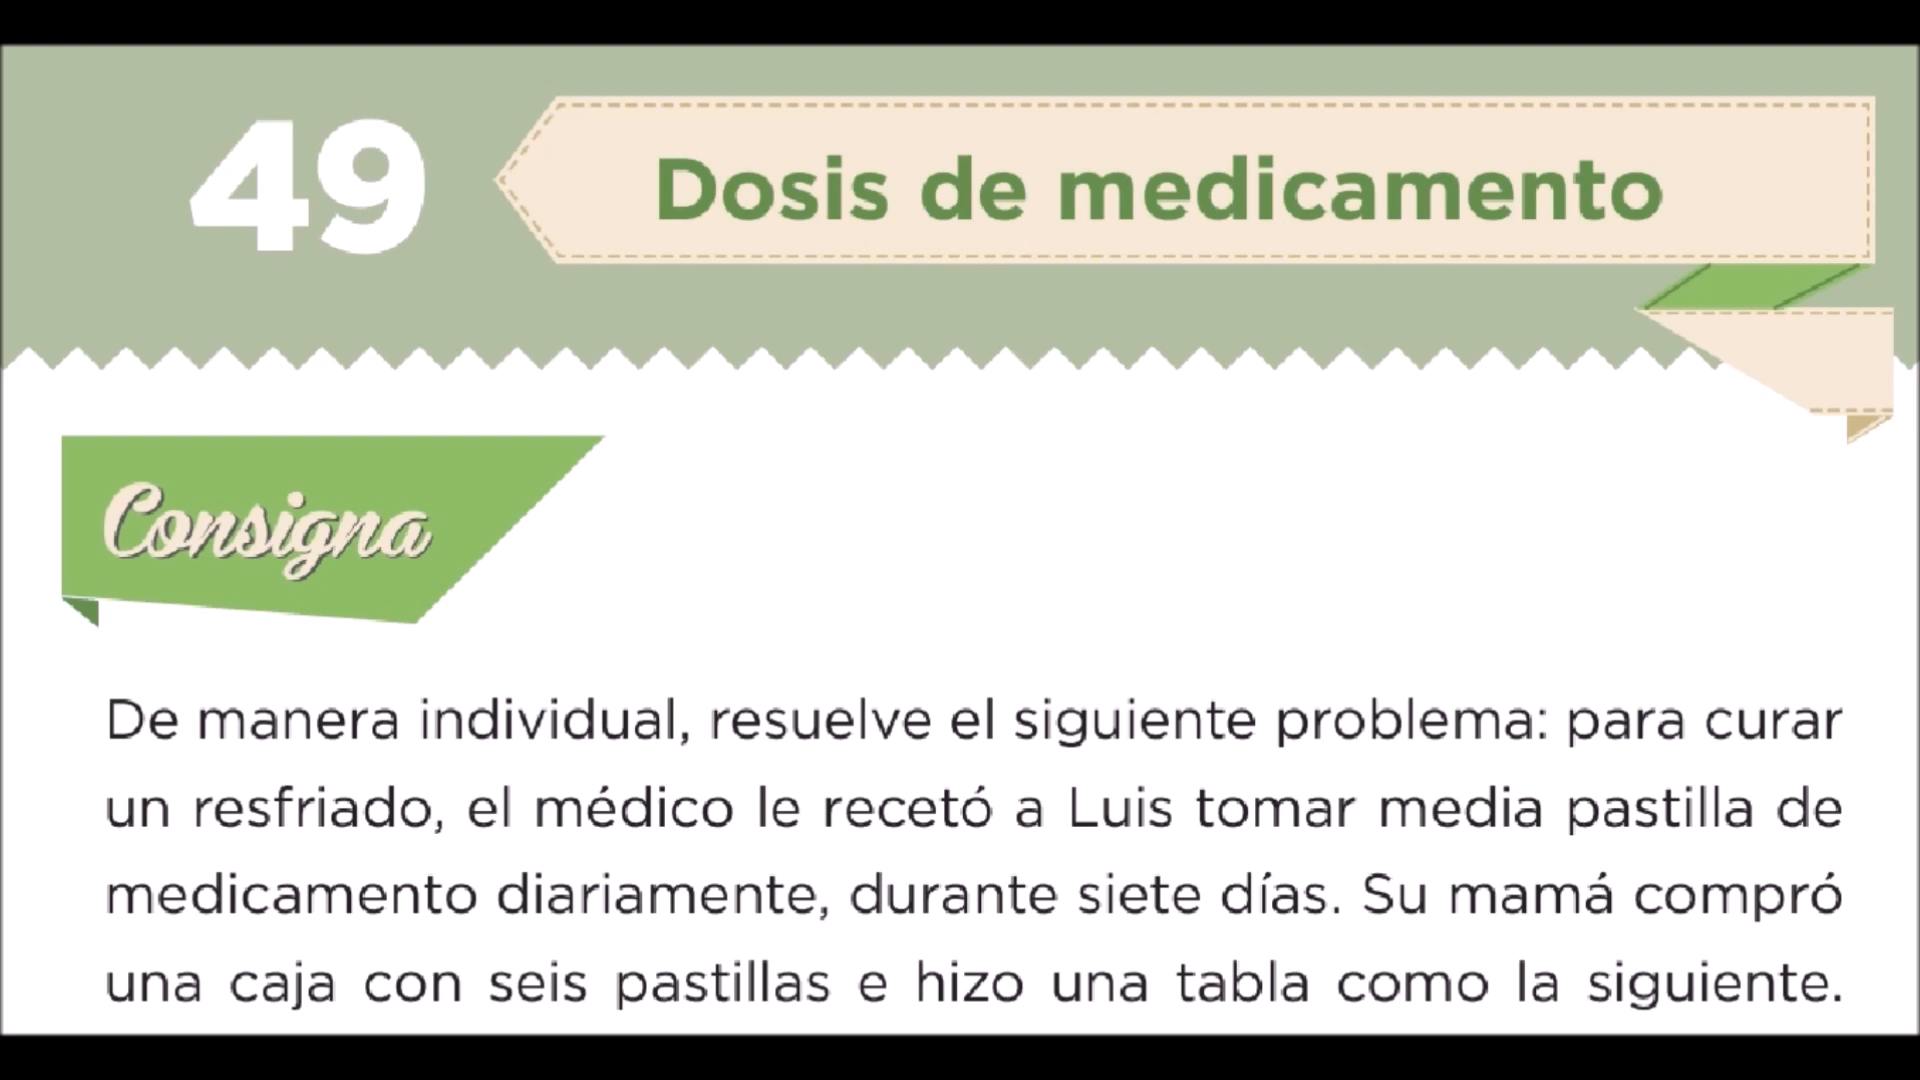 49
Dosis de medicamento
Consigna
De manera individual, resuelve el siguiente problema: para curar
un resfriado, el médico le recetó a Luis tomar media pastilla de
medicamento diariamente, durante siete días. Su mamá compró
una caja con seis pastillas e hizo una tabla como la siguiente.